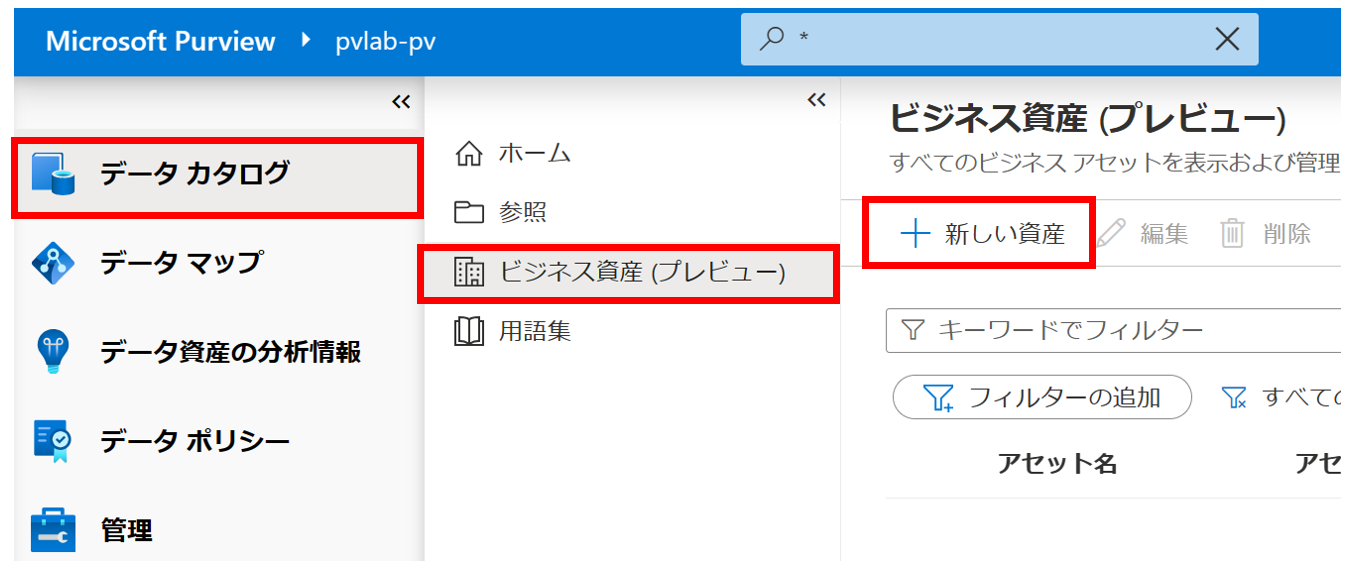 Microsoft Purview pvlab-pv
*
データ カタログ
データ マップ
データ資産の分析情報
データ ポリシー
管理
ホーム
参照
ビジネス資産 (プレビュー)
用語集
ビジネス資産 (プレビュー)
すべてのビジネス アセットを表示および管理
新しい資産 編集 削除
キーワードでフィルター
フィルターの追加 すべての
アセット名 アセ